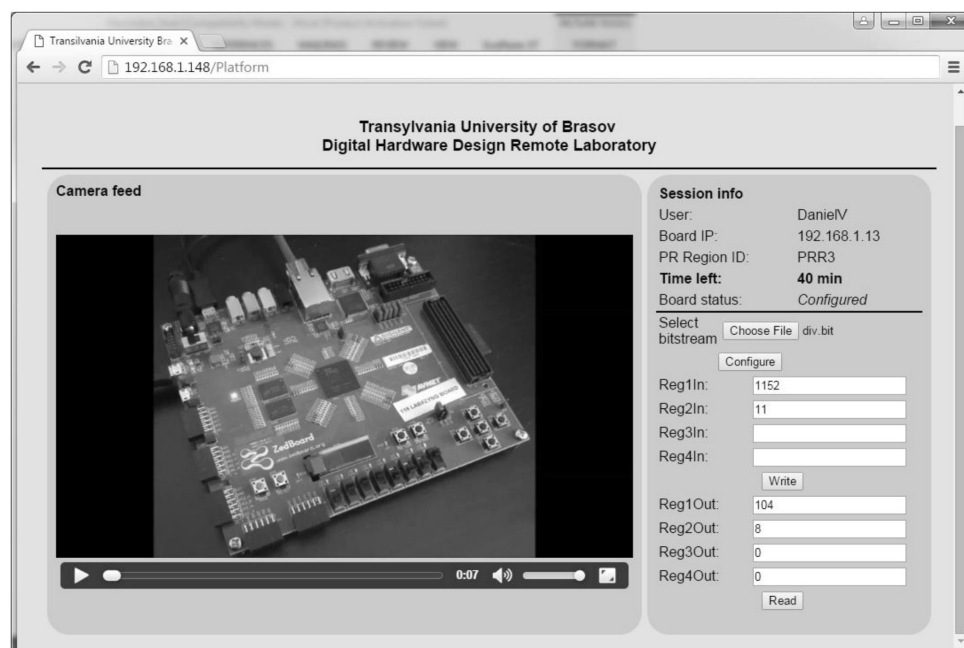 Transilvania University Bra
192.168.1.148/Platform
Transylvania University of Brasov
Digital Hardware Design Remote Laboratory
Camera feed
ZedBoard
AVNET
0:07
Session info
User: DanielV
Board IP: 192.168.1.13
PR Region ID: PRR3
Time left: 40 min
Board status: Configured
Select
bitstream Choose File div.bit
Configure
Reg1In: 1152
Reg2In: 11
Reg3In:
Reg4In:
Write
Reg1Out: 104
Reg2Out: 8
Reg3Out: 0
Reg4Out: 0
Read